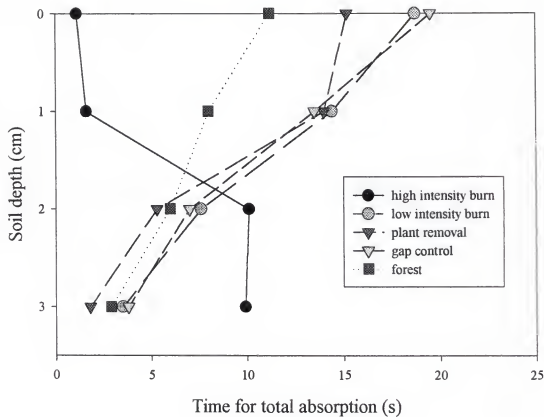 0
1
2
3
Soil depth (cm)
high intensity burn
low intensity burn
plant removal
gap control
forest
0 5 10 15 20 25
Time for total absorption (s)